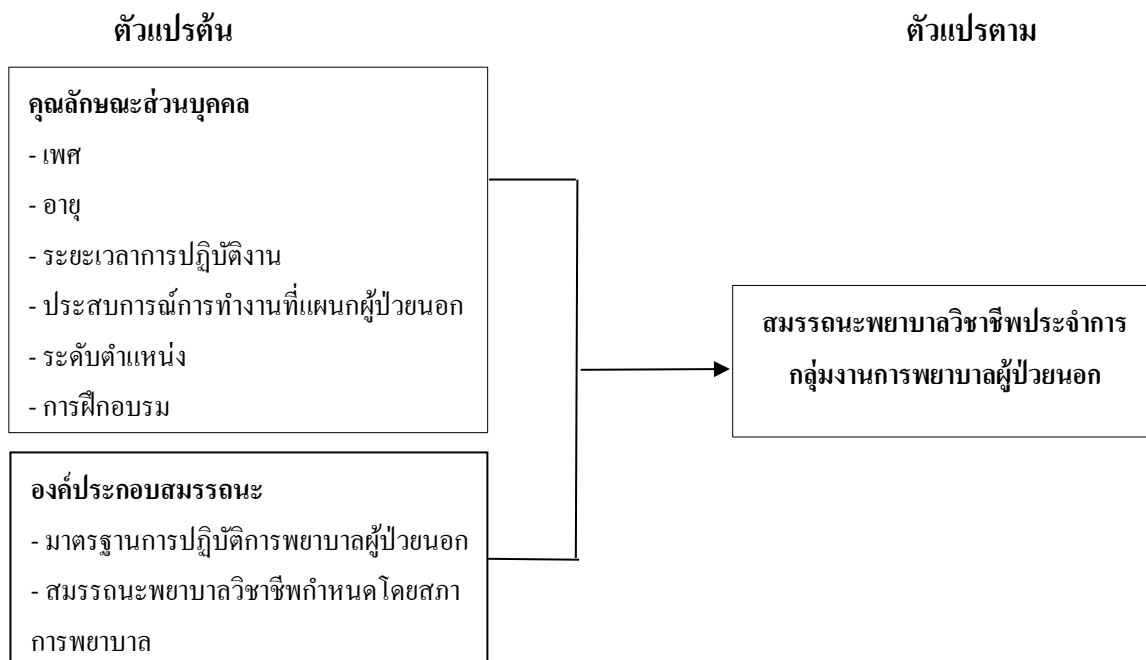 ตัวแปรต้น
ตัวแปรตาม
คุณลักษณะส่วนบุคคล
- เพศ
- อายุ
- ระยะเวลาการปฏิบัติงาน
- ประสบการณ์การทำงานที่แผนกผู้ป่วยนอก
- ระดับตำแหน่ง
- การฝึกอบรม
องค์ประกอบสมรรถนะ
- มาตรฐานการปฏิบัติการพยาบาลผู้ป่วยนอก
- สมรรถนะพยาบาลวิชาชีพกำหนดโดยสภา
การพยาบาล
สมรรถนะพยาบาลวิชาชีพประจำการ
กลุ่มงานการพยาบาลผู้ป่วยนอก